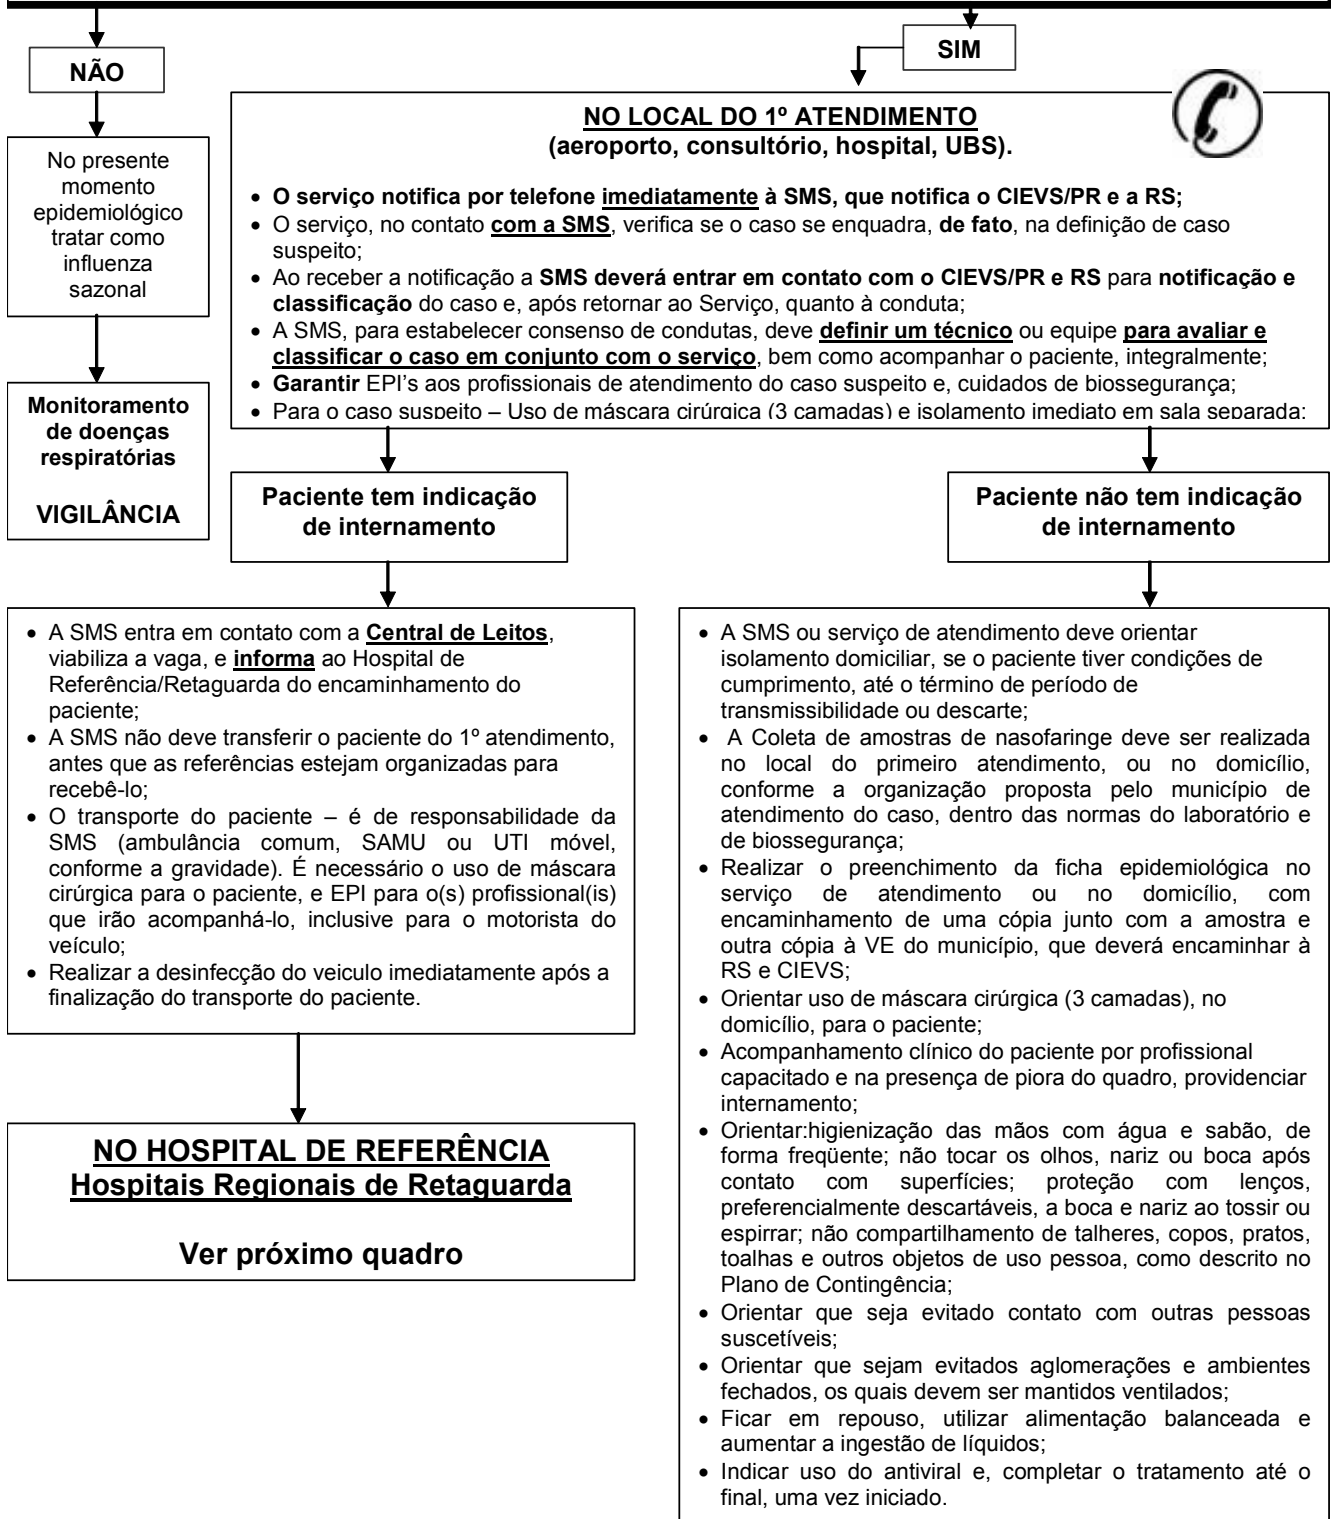 NÃO
SIM
No presente
momento
epidemiológico
tratar como
influenza
sazonal
Monitoramento
de doenças
respiratórias
VIGILÂNCIA
NO LOCAL DO 1º ATENDIMENTO
(aeroporto, consultório, hospital, UBS).
• O serviço notifica por telefone imediatamente à SMS, que notifica o CIEVS/PR e a RS;
• O serviço, no contato com a SMS, verifica se o caso se enquadra, de fato, na definição de caso
suspeito;
• Ao receber a notificação a SMS deverá entrar em contato com o CIEVS/PR e RS para notificação e
classificação do caso e, após retornar ao Serviço, quanto à conduta;
• A SMS, para estabelecer consenso de condutas, deve definir um técnico ou equipe para avaliar e
classificar o caso em conjunto com o serviço, bem como acompanhar o paciente, integralmente;
• Garantir EPI’s aos profissionais de atendimento do caso suspeito e, cuidados de biossegurança;
• Para o caso suspeito – Uso de máscara cirúrgica (3 camadas) e isolamento imediato em sala separada;
Paciente tem indicação
de internamento
Paciente não tem indicação
de internamento
• A SMS entra em contato com a Central de Leitos,
viabiliza a vaga, e informa ao Hospital de
Referência/Retaguarda do encaminhamento do
paciente;
• A SMS não deve transferir o paciente do 1º atendimento,
antes que as referências estejam organizadas para
recebê-lo;
• O transporte do paciente – é de responsabilidade da
SMS (ambulância comum, SAMU ou UTI móvel,
conforme a gravidade). É necessário o uso de máscara
cirúrgica para o paciente, e EPI para o(s) profissional(is)
que irão acompanhá-lo, inclusive para o motorista do
veículo;
• Realizar a desinfecção do veiculo imediatamente após a
finalização do transporte do paciente.
NO HOSPITAL DE REFERÊNCIA
Hospitais Regionais de Retaguarda
Ver próximo quadro
• A SMS ou serviço de atendimento deve orientar
isolamento domiciliar, se o paciente tiver condições de
cumprimento, até o término de período de
transmissibilidade ou descarte;
• A Coleta de amostras de nasofaringe deve ser realizada
no local do primeiro atendimento, ou no domicílio,
conforme a organização proposta pelo município de
atendimento do caso, dentro das normas do laboratório e
de biossegurança;
• Realizar o preenchimento da ficha epidemiológica no
serviço de atendimento ou no domicílio, com
encaminhamento de uma cópia junto com a amostra e
outra cópia à VE do município, que deverá encaminhar à
RS e CIEVS;
• Orientar uso de máscara cirúrgica (3 camadas), no
domicílio, para o paciente;
• Acompanhamento clínico do paciente por profissional
capacitado e na presença de piora do quadro, providenciar
internamento;
• Orientar:higienização das mãos com água e sabão, de
forma freqüente; não tocar os olhos, nariz ou boca após
contato com superfícies; proteção com lenços,
preferencialmente descartáveis, a boca e nariz ao tossir ou
espirrar; não compartilhamento de talheres, copos, pratos,
toalhas e outros objetos de uso pessoa, como descrito no
Plano de Contingência;
• Orientar que seja evitado contato com outras pessoas
suscetíveis;
• Orientar que sejam evitados aglomerações e ambientes
fechados, os quais devem ser mantidos ventilados;
• Ficar em repouso, utilizar alimentação balanceada e
aumentar a ingestão de líquidos;
• Indicar uso do antiviral e, completar o tratamento até o
final, uma vez iniciado.